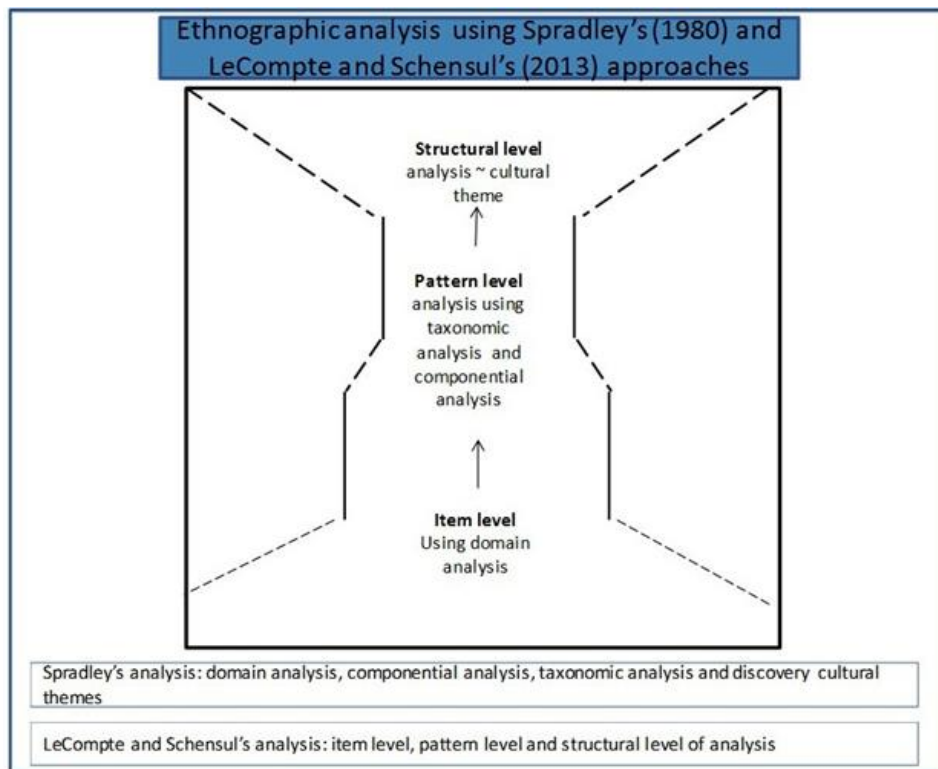 Ethnographic analysis using Spradley's (1980) and
LeCompte and Schensul's (2013) approaches
Structural level
analysis ~ cultural
theme
Pattern level
analysis using
taxonomic
analysis and
componential
analysis
Item level
Using domain
analysis
Spradley's analysis: domain analysis, componential analysis, taxonomic analysis and discovery cultural
themes
LeCompte and Schensul's analysis: item level, pattern level and structural level of analysis